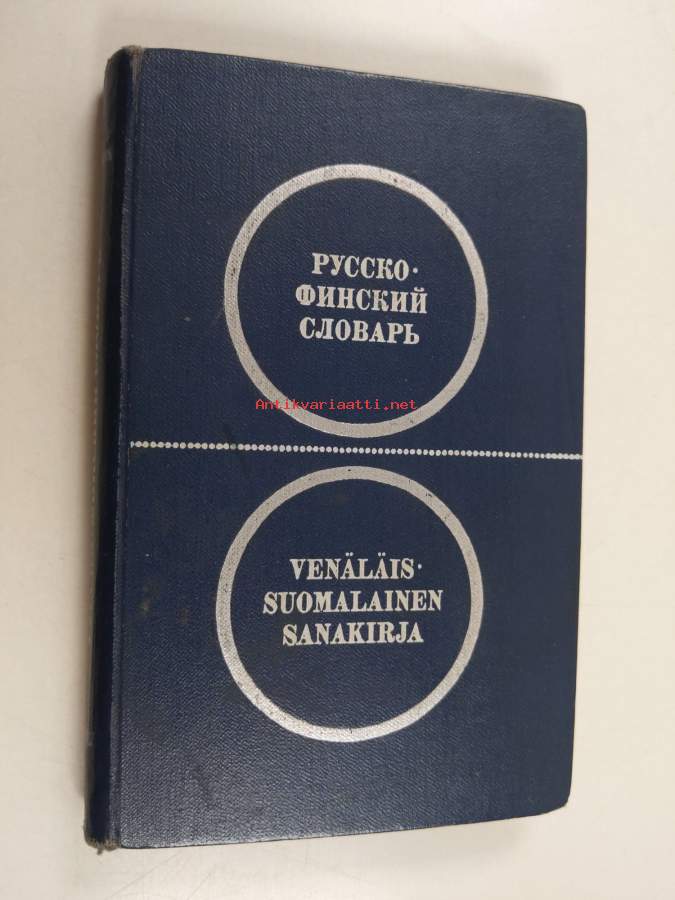 РУССКО-
ФИНСКИЙ
СЛОВАРЬ
Antikvariaatti.net
VENÄLÄIS-
SUOMALAINEN
SANAKIRJA